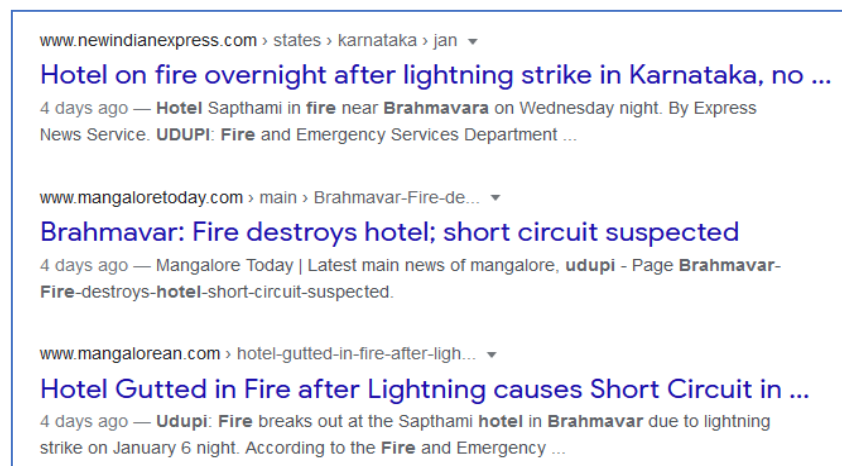 www.newindianexpress.com › states › karnataka › jan
Hotel on fire overnight after lightning strike in Karnataka, no ...
4 days ago — Hotel Sapthami in fire near Brahmavara on Wednesday night. By Express
News Service. UDUPI: Fire and Emergency Services Department ...
www.mangaloretoday.com › main › Brahmavar-Fire-de...
Brahmavar: Fire destroys hotel; short circuit suspected
4 days ago — Mangalore Today | Latest main news of mangalore, udupi - Page Brahmavar-
Fire-destroys-hotel-short-circuit-suspected.
www.mangalorean.com › hotel-gutted-in-fire-after-ligh...
Hotel Gutted in Fire after Lightning causes Short Circuit in ...
4 days ago — Udupi: Fire breaks out at the Sapthami hotel in Brahmavar due to lightning
strike on January 6 night. According to the Fire and Emergency ...